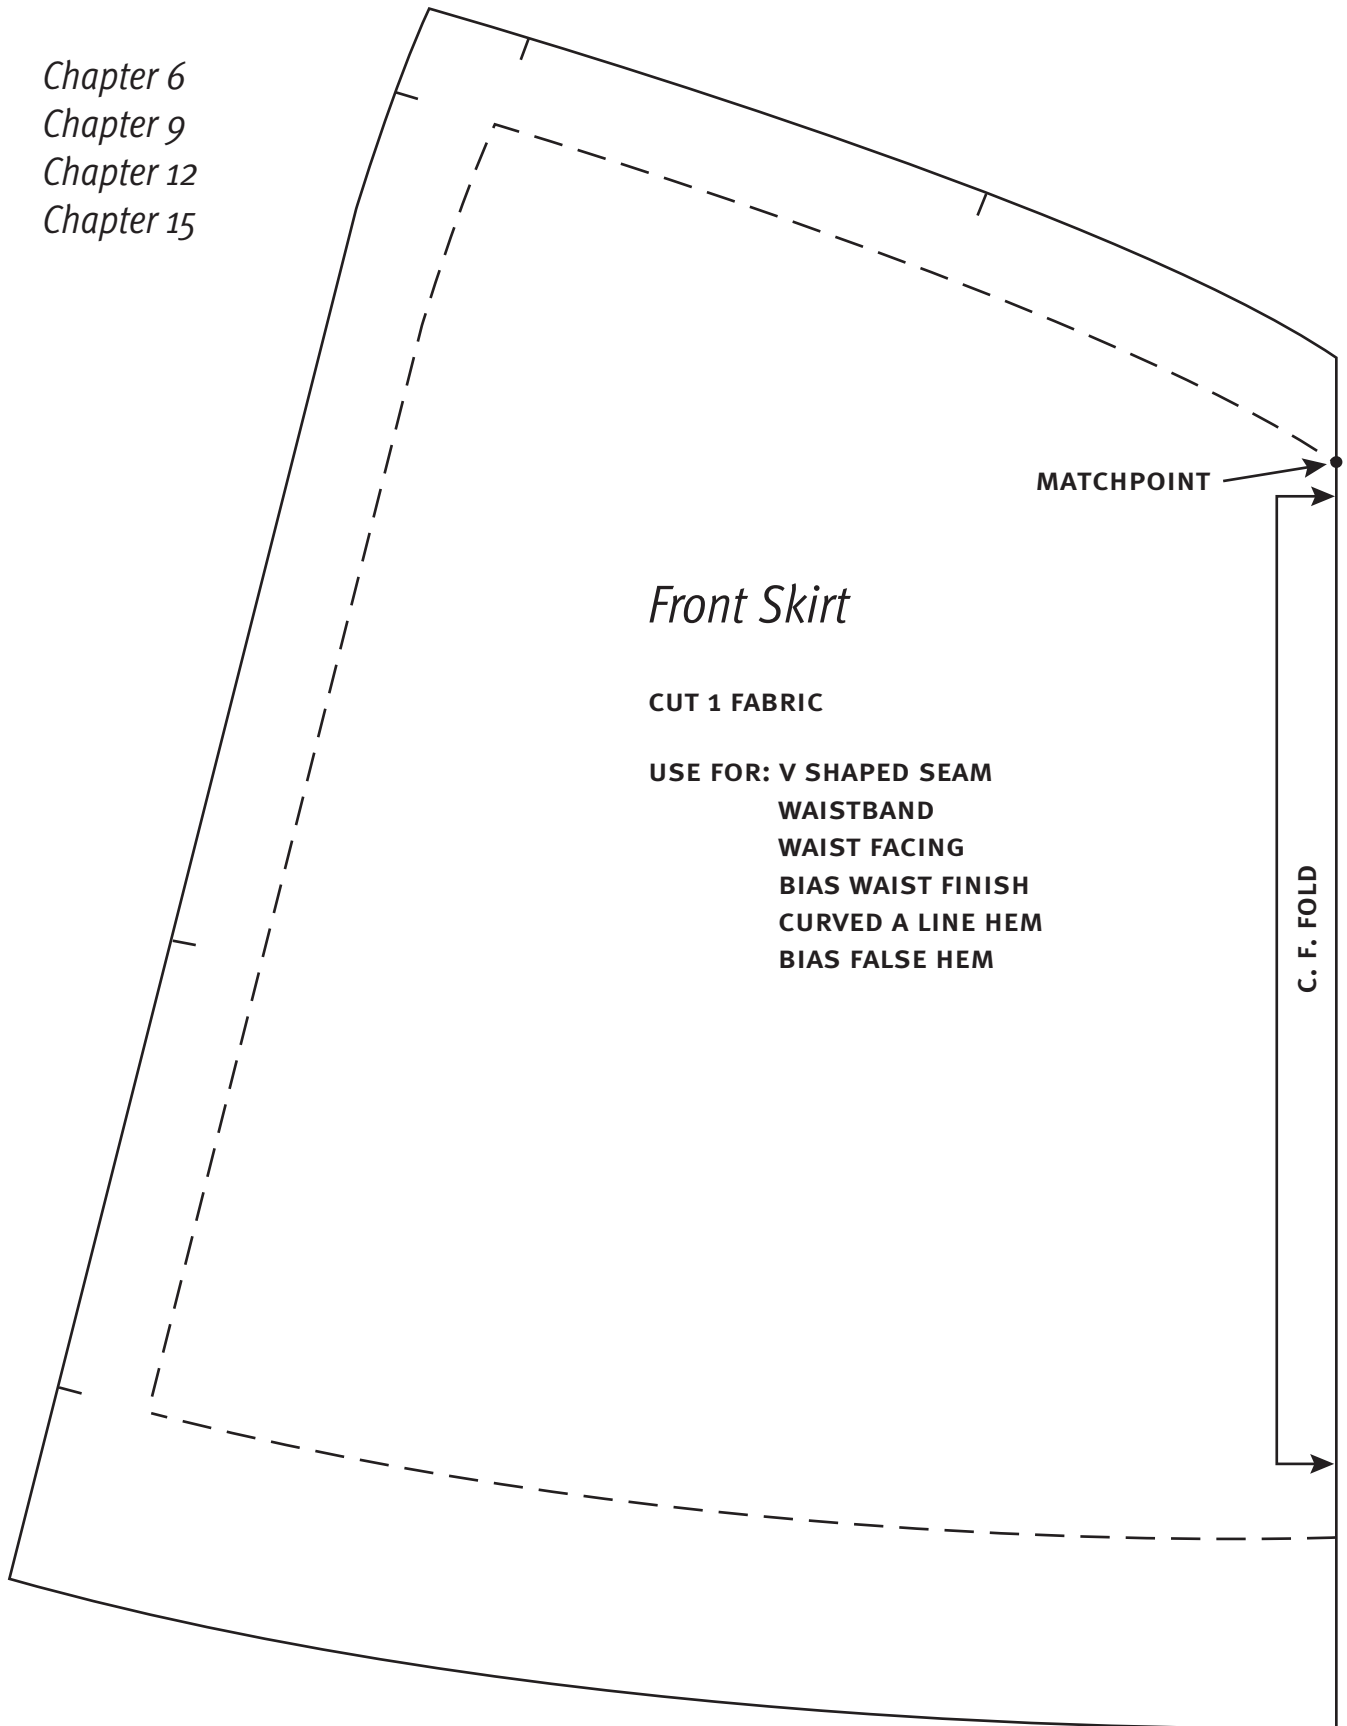 Chapter 6
Chapter 9
Chapter 12
Chapter 15
MATCHPOINT
Front Skirt
CUT 1 FABRIC
USE FOR: V SHAPED SEAM
WAISTBAND
WAIST FACING
BIAS WAIST FINISH
CURVED A LINE HEM
BIAS FALSE HEM
C. F. FOLD